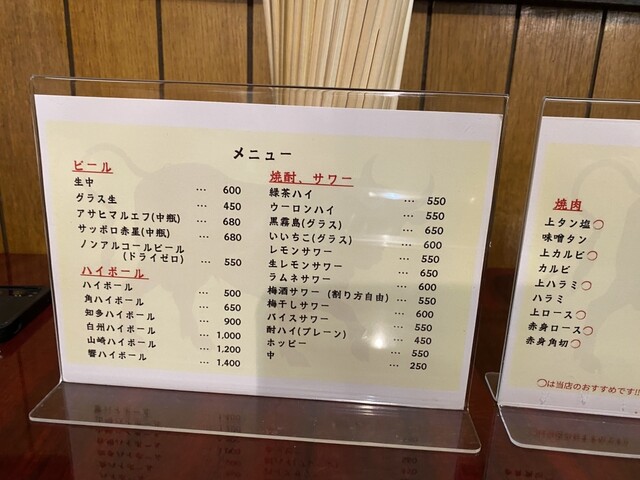 メニュー
ビール
生中 … 600
グラス生 … 450
アサヒマルエフ(中瓶) … 680
サッポロ赤星(中瓶) … 680
ノンアルコールビール
(ドライゼロ) … 550
ハイボール
ハイボール … 500
角ハイボール … 650
知多ハイボール … 900
白州ハイボール … 1,000
山崎ハイボール … 1,200
響ハイボール … 1,400
焼酎、サワー
緑茶ハイ … 550
ウーロンハイ … 550
黒霧島(グラス) … 650
いいちこ(グラス) … 600
レモンサワー … 550
生レモンサワー … 650
ラムネサワー … 600
梅酒サワー (割り方自由) … 550
梅干しサワー … 600
バイスサワー … 550
酎ハイ(プレーン) … 450
ホッピー … 550
中 … 250
焼肉
上タン塩〇
味噌タン
上カルビ〇
カルビ
上ハラミ〇
ハラミ
上ロース〇
赤身ロース〇
赤身角切〇
〇は当店のおすすめです!!